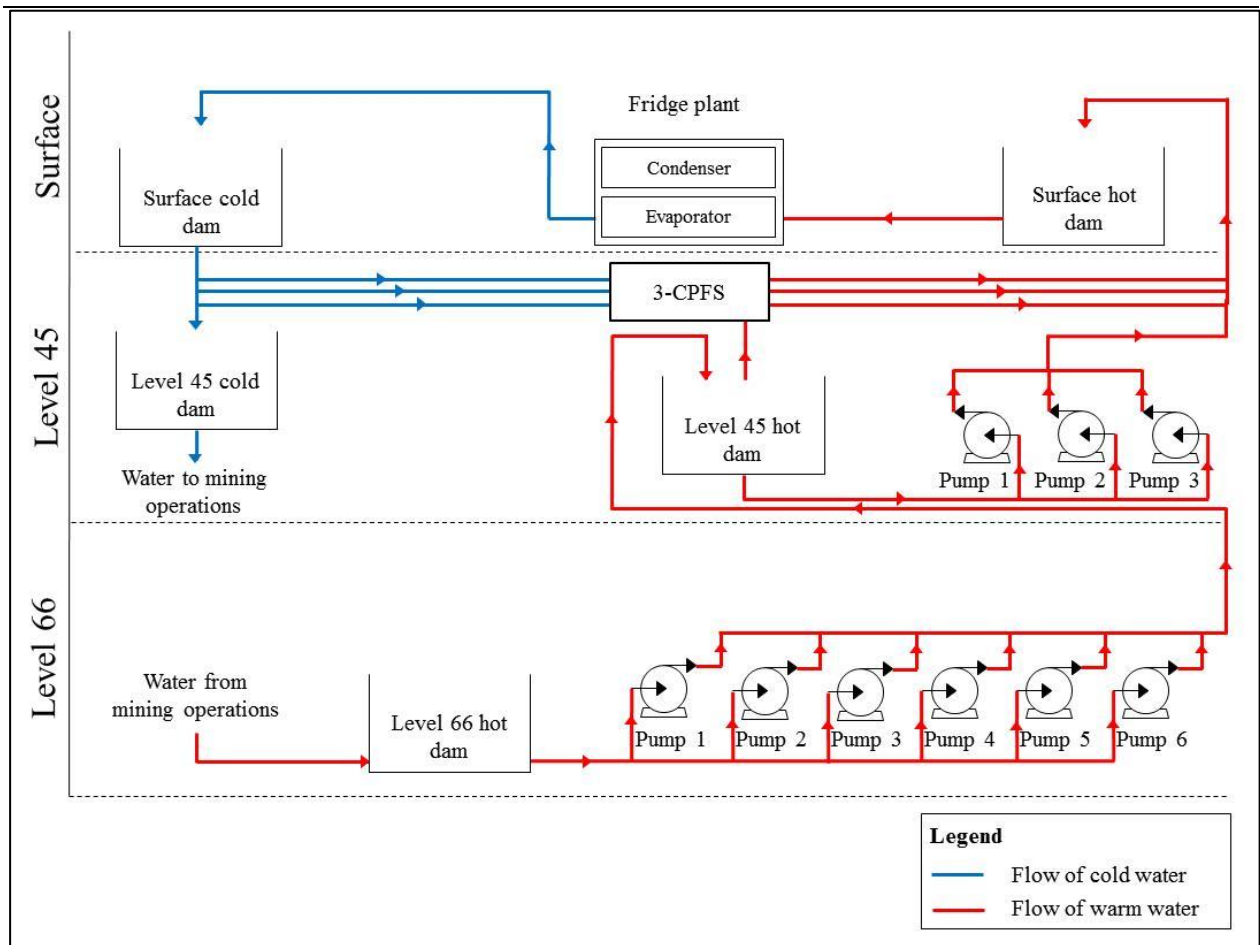 Surface
Fridge plant
Condenser
Evaporator
Surface cold
dam
Surface hot
dam
Level 45
3-CPFS
Level 45 cold
dam
Level 45 hot
dam
Water to mining
operations
Pump 1
Pump 2
Pump 3
Level 66
Water from
mining operations
Level 66 hot
dam
Pump 1
Pump 2
Pump 3
Pump 4
Pump 5
Pump 6
Legend
Flow of cold water
Flow of warm water